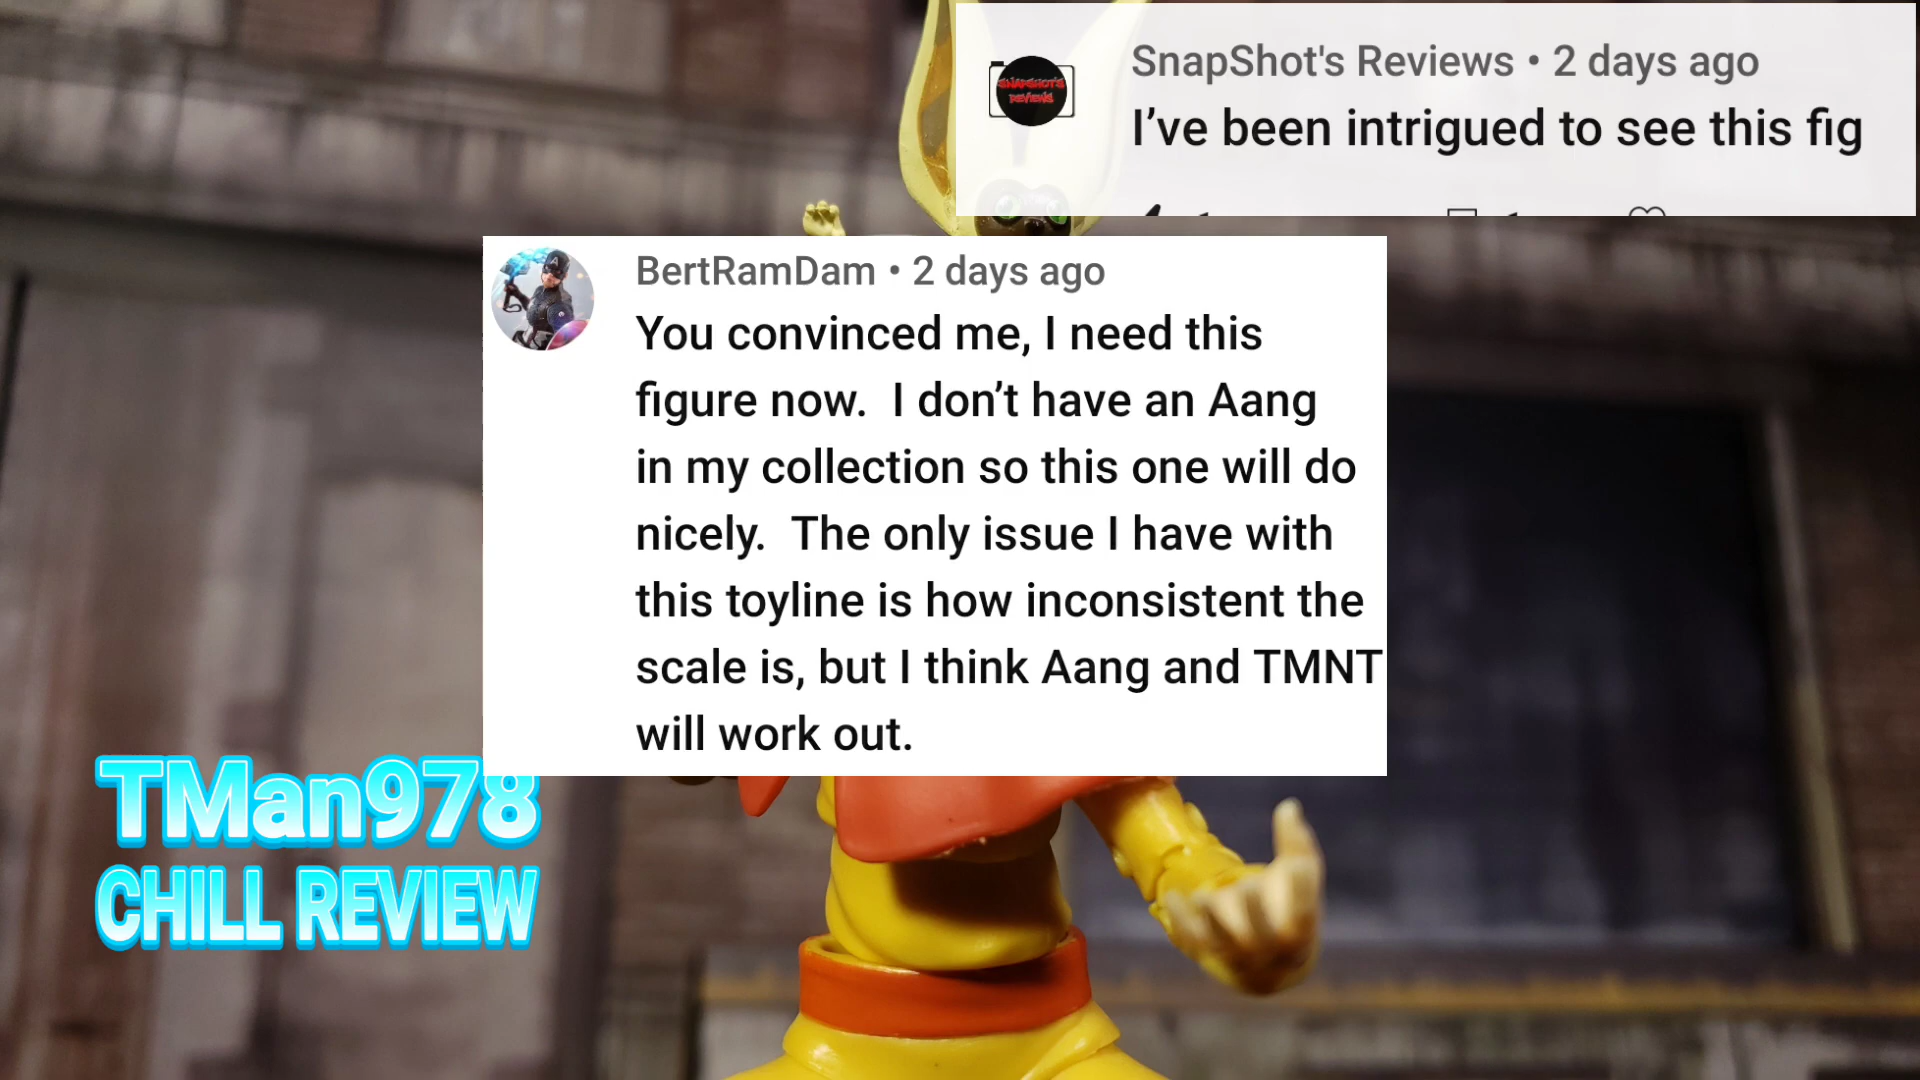 SnapShot's Reviews • 2 days ago
SNAPSHOT'S
REVIEWS
I’ve been intrigued to see this fig
BertRamDam • 2 days ago
You convinced me, I need this
figure now.  I don’t have an Aang
in my collection so this one will do
nicely.  The only issue I have with
this toyline is how inconsistent the
scale is, but I think Aang and TMNT
will work out.
TMan978
CHILL REVIEW